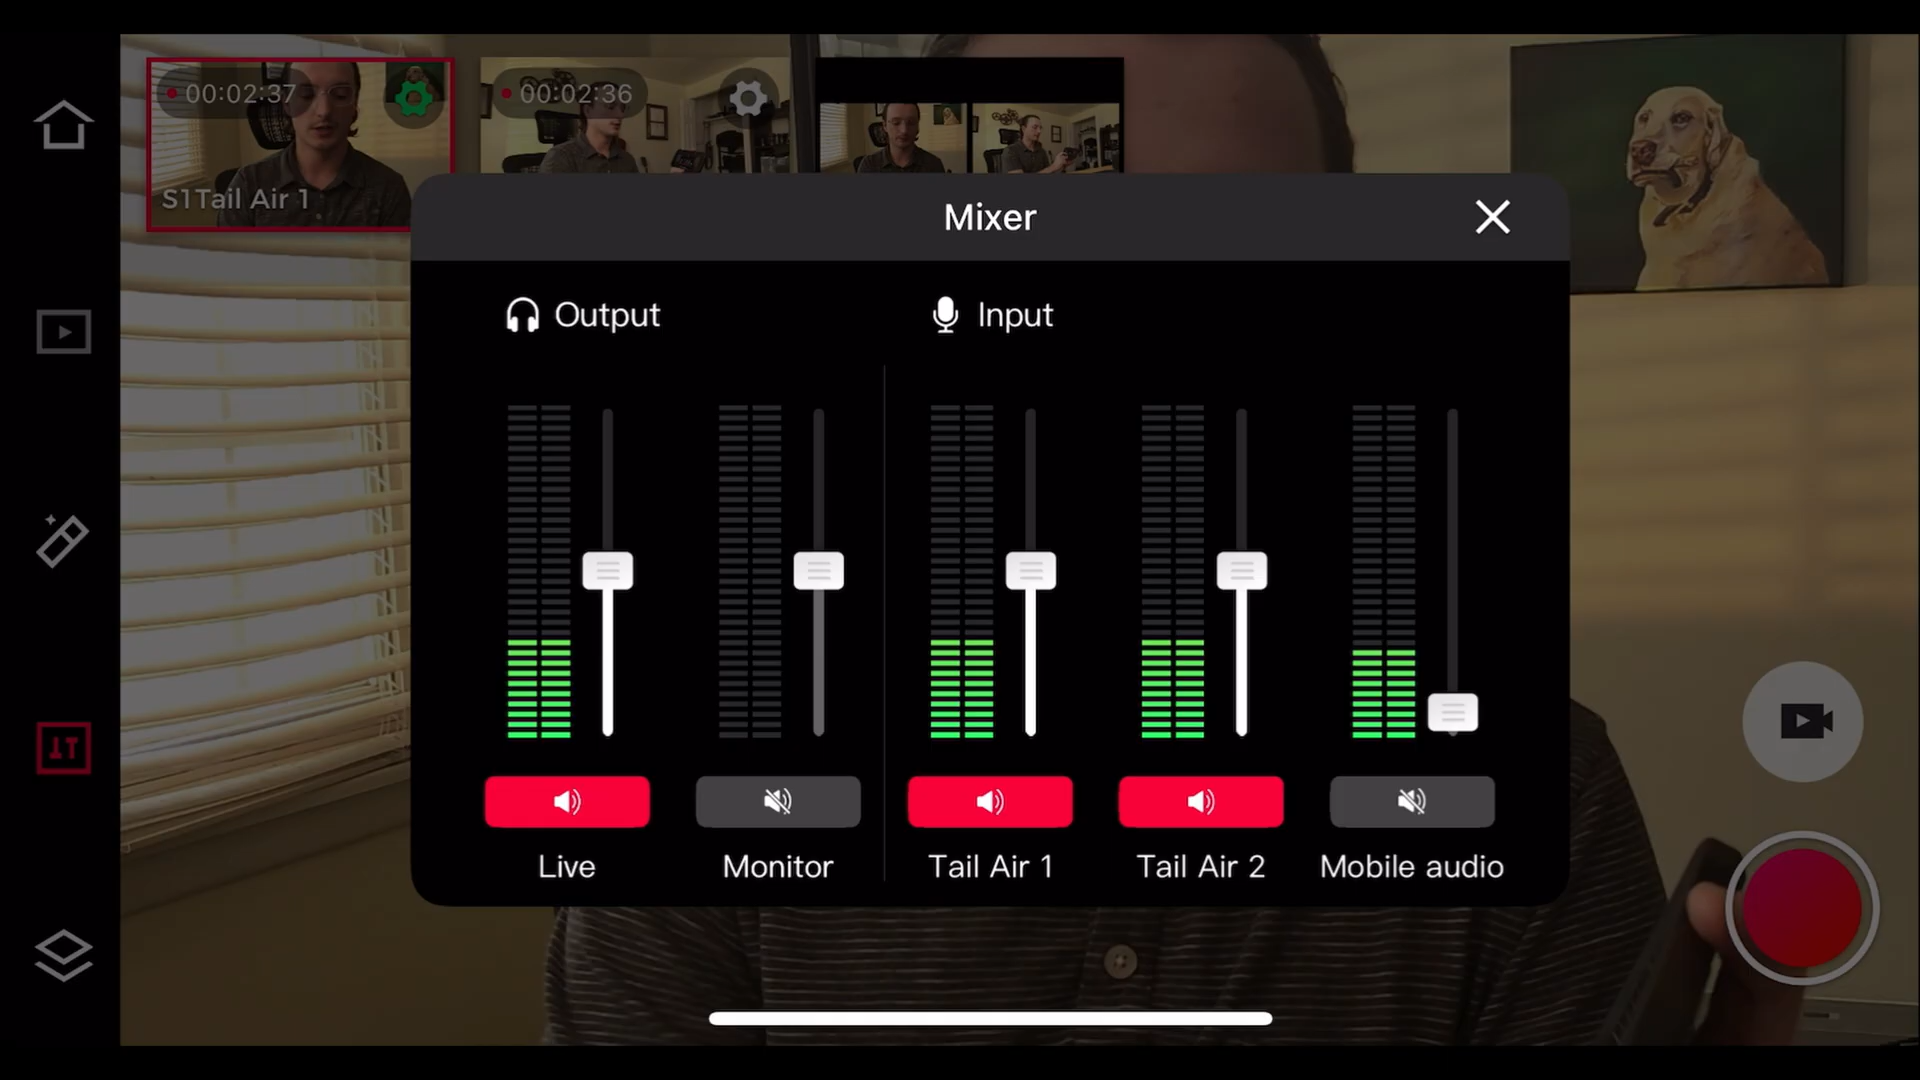 00:02:37
00:02:36
S1Tail Air 1
Mixer
Output
Input
Live
Monitor
Tail Air 1
Tail Air 2
Mobile audio